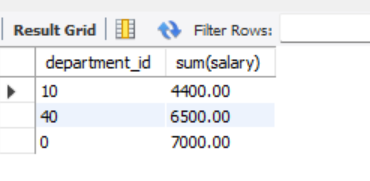 Result Grid Filter Rows:
department_id sum(salary)
10 4400.00
40 6500.00
0 7000.00